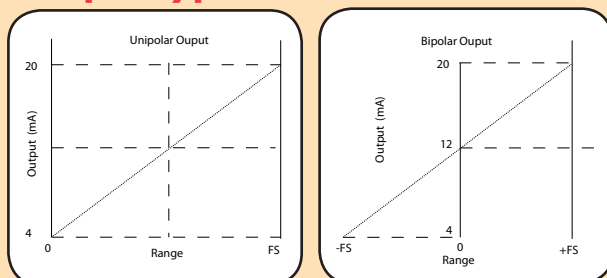 Unipolar Ouput
20
Output (mA)
4
0
Range
FS
Bipolar Ouput
20
Output (mA)
12
4
-FS
0
+FS
Range